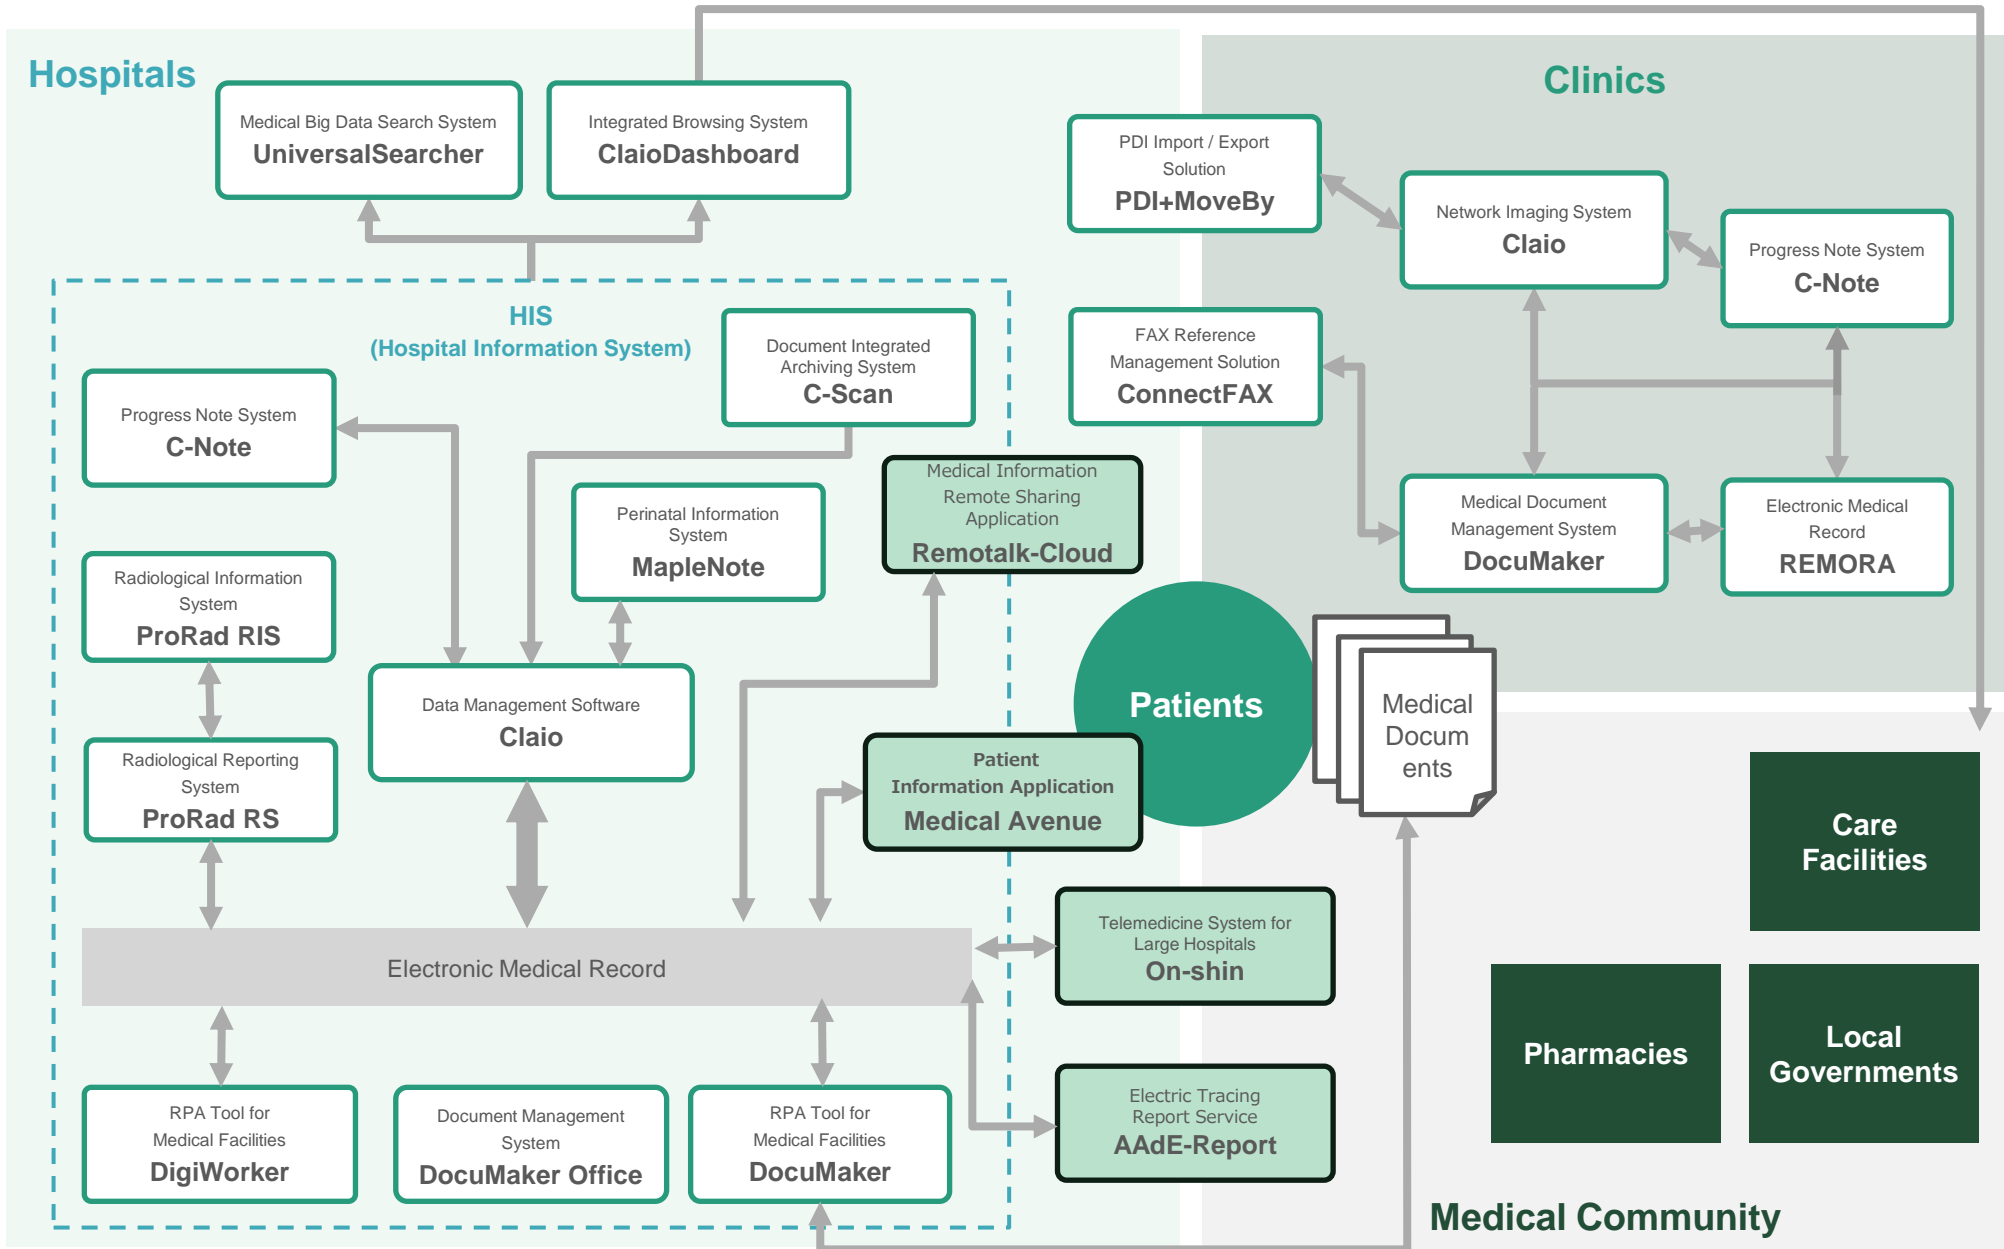 Hospitals
Medical Big Data Search System
UniversalSearcher
Integrated Browsing System
ClaioDashboard
HIS
(Hospital Information System)
Document Integrated
Archiving System
C-Scan
Progress Note System
C-Note
Perinatal Information
System
MapleNote
Medical Information
Remote Sharing
Application
Remotalk-Cloud
Radiological Information
System
ProRad RIS
Data Management Software
Claio
Radiological Reporting
System
ProRad RS
Patient
Information Application
Medical Avenue
Electronic Medical Record
Telemedicine System for
Large Hospitals
On-shin
Electric Tracing
Report Service
AAdE-Report
RPA Tool for
Medical Facilities
DigiWorker
Document Management
System
DocuMaker Office
RPA Tool for
Medical Facilities
DocuMaker
Clinics
PDI Import / Export
Solution
PDI+MoveBy
Network Imaging System
Claio
Progress Note System
C-Note
FAX Reference
Management Solution
ConnectFAX
Medical Document
Management System
DocuMaker
Electronic Medical
Record
REMORA
Patients
Medical
Docum
ents
Care
Facilities
Pharmacies
Local
Governments
Medical Community